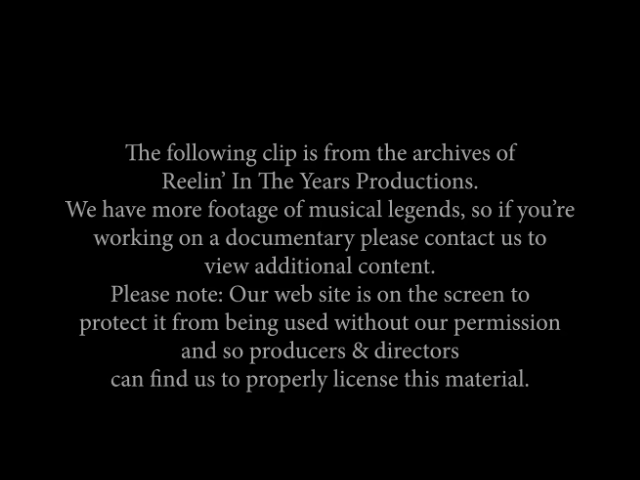 The following clip is from the archives of
Reelin’ In The Years Productions.
We have more footage of musical legends, so if you’re
working on a documentary please contact us to
view additional content.
Please note: Our web site is on the screen to
protect it from being used without our permission
and so producers & directors
can find us to properly license this material.